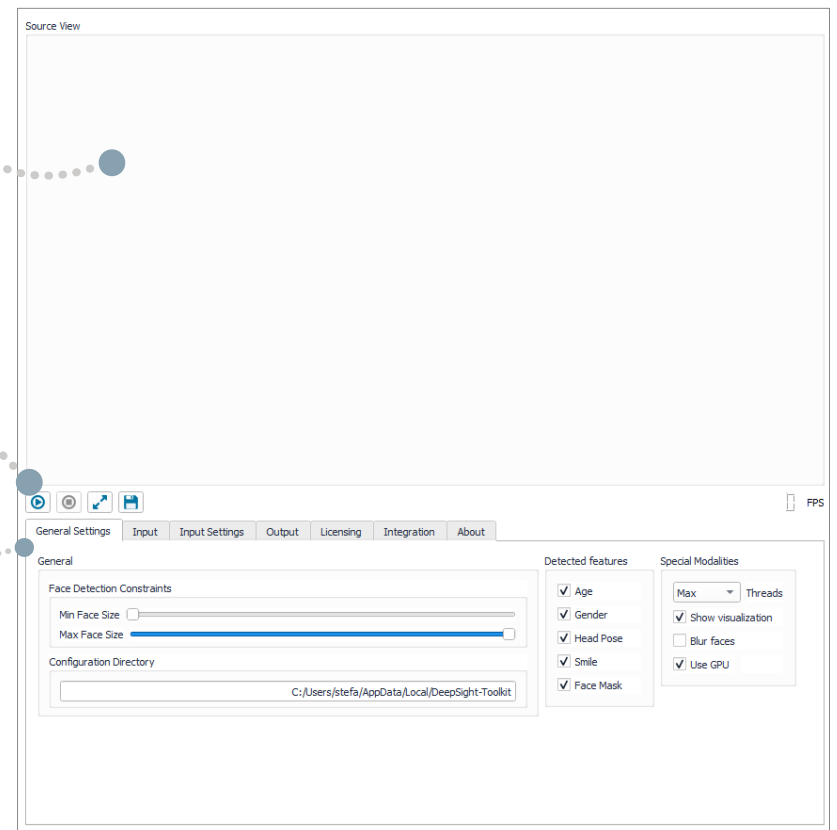 Source View
FPS
General Settings Input Input Settings Output Licensing Integration About
General
Face Detection Constraints
Min Face Size
Max Face Size
Configuration Directory
C:/Users/stefa/AppData/Local/DeepSight-Toolkit
Detected features
Age
Gender
Head Pose
Smile
Face Mask
Special Modalities
Max Threads
Show visualization
Blur faces
Use GPU